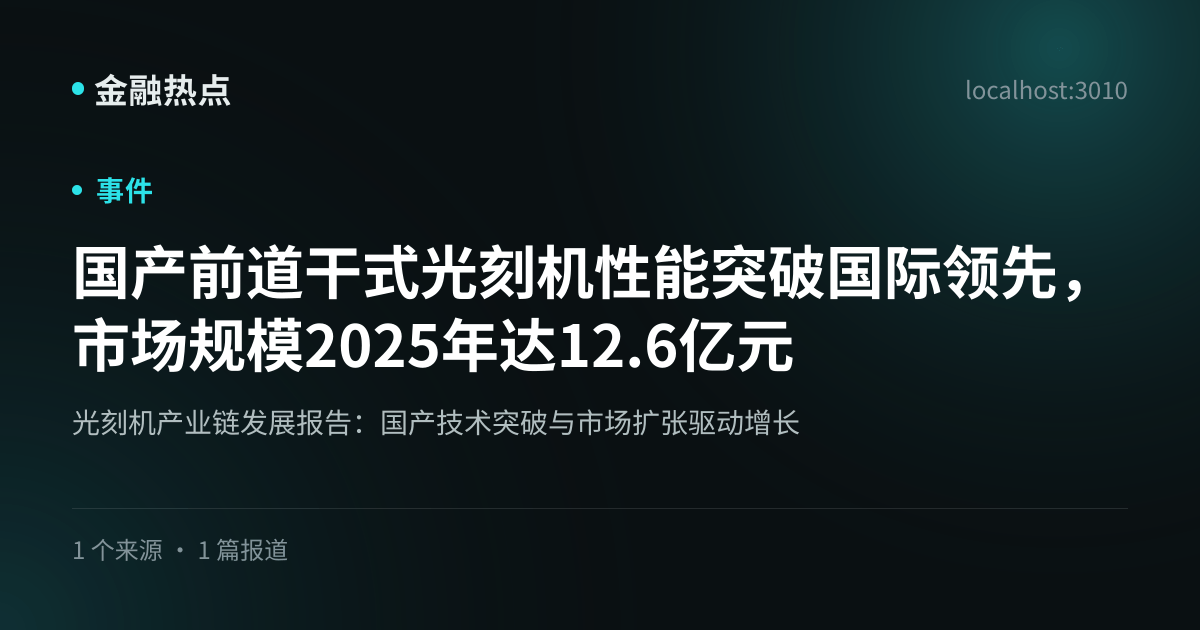 金融热点
localhost:3010
事件
国产前道干式光刻机性能突破国际领先，
市场规模2025年达12.6亿元
光刻机产业链发展报告：国产技术突破与市场扩张驱动增长
1 个来源 · 1 篇报道